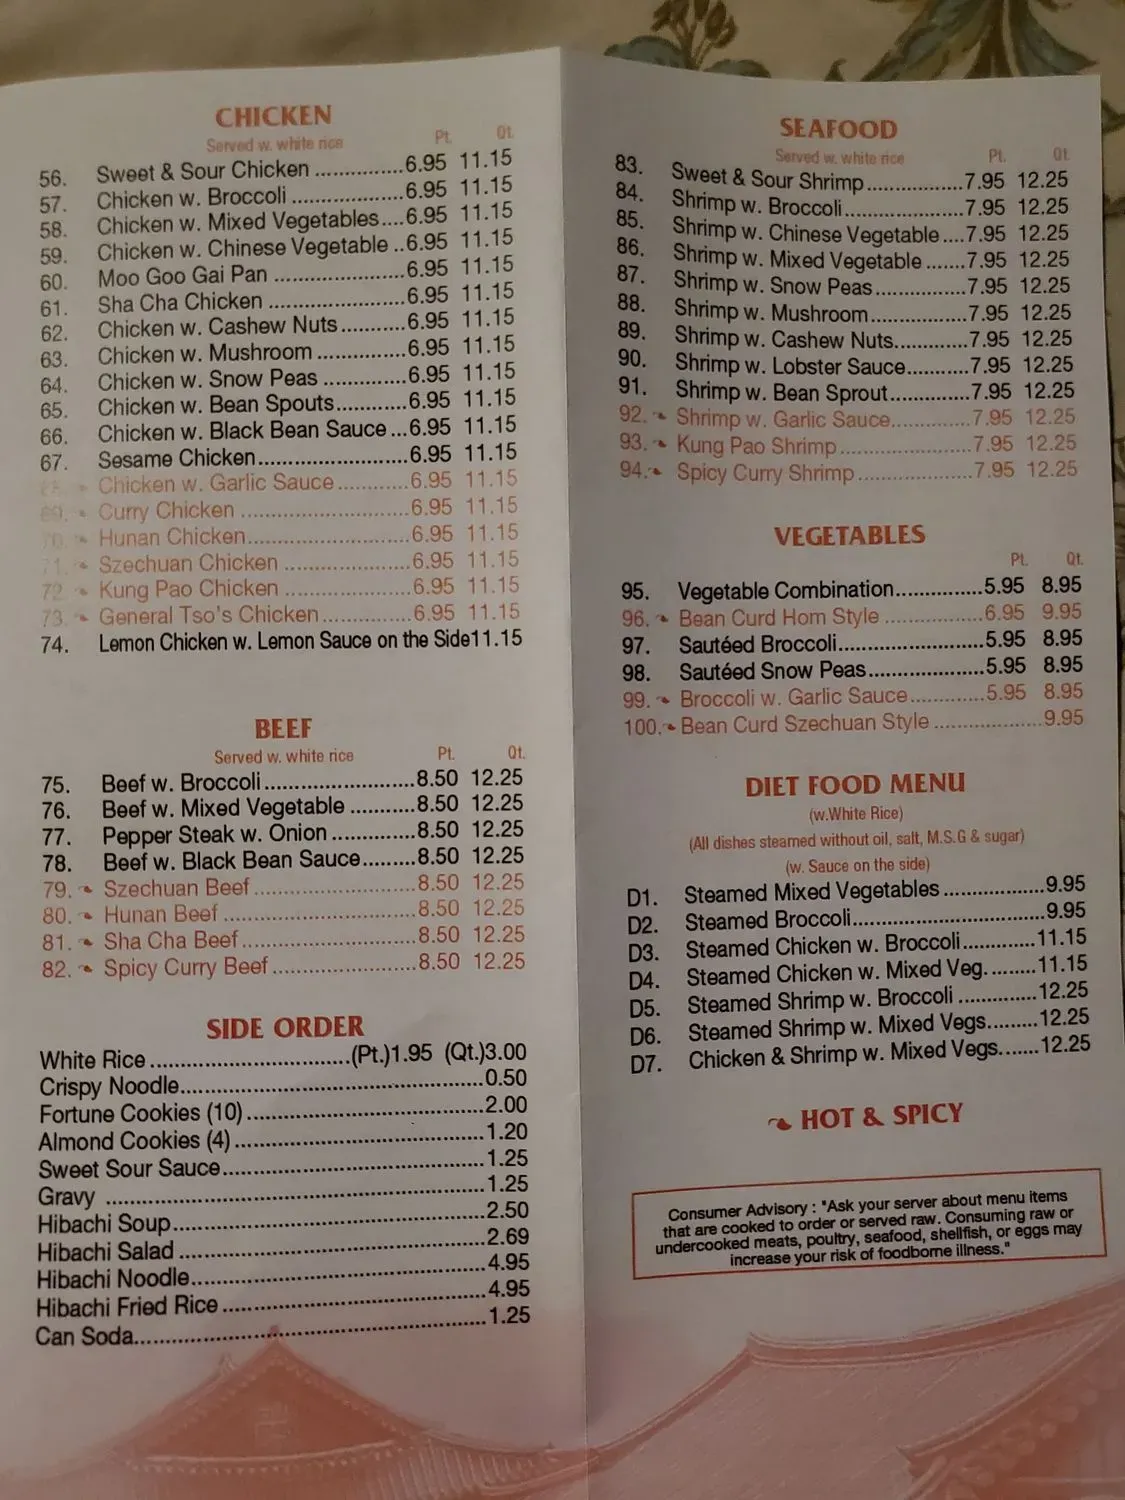 CHICKEN
Served w. white rice Pt. Qt.
56. Sweet & Sour Chicken ...............6.95 11.15
57. Chicken w. Broccoli ...................6.95 11.15
58. Chicken w. Mixed Vegetables....6.95 11.15
59. Chicken w. Chinese Vegetable ..6.95 11.15
60. Moo Goo Gai Pan ......................6.95 11.15
61. Sha Cha Chicken .......................6.95 11.15
62. Chicken w. Cashew Nuts...........6.95 11.15
63. Chicken w. Mushroom ...............6.95 11.15
64. Chicken w. Snow Peas ..............6.95 11.15
65. Chicken w. Bean Spouts............6.95 11.15
66. Chicken w. Black Bean Sauce ...6.95 11.15
67. Sesame Chicken.........................6.95 11.15
68. Chicken w. Garlic Sauce ............6.95 11.15
69. Curry Chicken ............................6.95 11.15
70. Hunan Chicken...........................6.95 11.15
71. Szechuan Chicken .....................6.95 11.15
72. Kung Pao Chicken .....................6.95 11.15
73. General Tso's Chicken...............6.95 11.15
74. Lemon Chicken w. Lemon Sauce on the Side11.15
BEEF
Served w. white rice Pt. Qt.
75. Beef w. Broccoli.........................8.50 12.25
76. Beef w. Mixed Vegetable ..........8.50 12.25
77. Pepper Steak w. Onion .............8.50 12.25
78. Beef w. Black Bean Sauce.........8.50 12.25
79. Szechuan Beef...........................8.50 12.25
80. Hunan Beef ................................8.50 12.25
81. Sha Cha Beef.............................8.50 12.25
82. Spicy Curry Beef........................8.50 12.25
SIDE ORDER
White Rice .............................(Pt.)1.95 (Qt.)3.00
Crispy Noodle..................................................0.50
Fortune Cookies (10) .......................................2.00
Almond Cookies (4) .........................................1.20
Sweet Sour Sauce...........................................1.25
Gravy ..............................................................1.25
Hibachi Soup...................................................2.50
Hibachi Salad ..................................................2.69
Hibachi Noodle................................................4.95
Hibachi Fried Rice ...........................................4.95
Can Soda.........................................................1.25
SEAFOOD
Served w. white rice Pt. Qt.
83. Sweet & Sour Shrimp.................7.95 12.25
84. Shrimp w. Broccoli.....................7.95 12.25
85. Shrimp w. Chinese Vegetable ....7.95 12.25
86. Shrimp w. Mixed Vegetable .......7.95 12.25
87. Shrimp w. Snow Peas................7.95 12.25
88. Shrimp w. Mushroom.................7.95 12.25
89. Shrimp w. Cashew Nuts.............7.95 12.25
90. Shrimp w. Lobster Sauce...........7.95 12.25
91. Shrimp w. Bean Sprout..............7.95 12.25
92. Shrimp w. Garlic Sauce..............7.95 12.25
93. Kung Pao Shrimp.......................7.95 12.25
94. Spicy Curry Shrimp....................7.95 12.25
VEGETABLES
Pt. Qt.
95. Vegetable Combination...............5.95 8.95
96. Bean Curd Hom Style .................6.95 9.95
97. Sautéed Broccoli.........................5.95 8.95
98. Sautéed Snow Peas....................5.95 8.95
99. Broccoli w. Garlic Sauce.............5.95 8.95
100. Bean Curd Szechuan Style ...................9.95
DIET FOOD MENU
(w.White Rice)
(All dishes steamed without oil, salt, M.S.G & sugar)
(w. Sauce on the side)
D1. Steamed Mixed Vegetables ..................9.95
D2. Steamed Broccoli..................................9.95
D3. Steamed Chicken w. Broccoli.............11.15
D4. Steamed Chicken w. Mixed Veg.........11.15
D5. Steamed Shrimp w. Broccoli ..............12.25
D6. Steamed Shrimp w. Mixed Vegs.........12.25
D7. Chicken & Shrimp w. Mixed Vegs.......12.25
HOT & SPICY
Consumer Advisory : "Ask your server about menu items
that are cooked to order or served raw. Consuming raw or
undercooked meats, poultry, seafood, shellfish, or eggs may
increase your risk of foodborne illness."